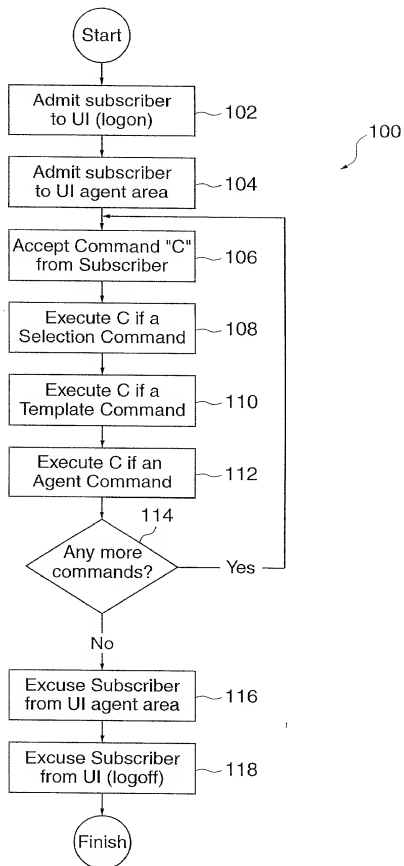 Start
Admit subscriber
to UI (logon)
102
100
Admit subscriber
to UI agent area
104
Accept Command "C"
from Subscriber
106
Execute C if a
Selection Command
108
Execute C if a
Template Command
110
Execute C if an
Agent Command
112
114
Any more
commands?
Yes
No
Excuse Subscriber
from UI agent area
116
Excuse Subscriber
from UI (logoff)
118
Finish